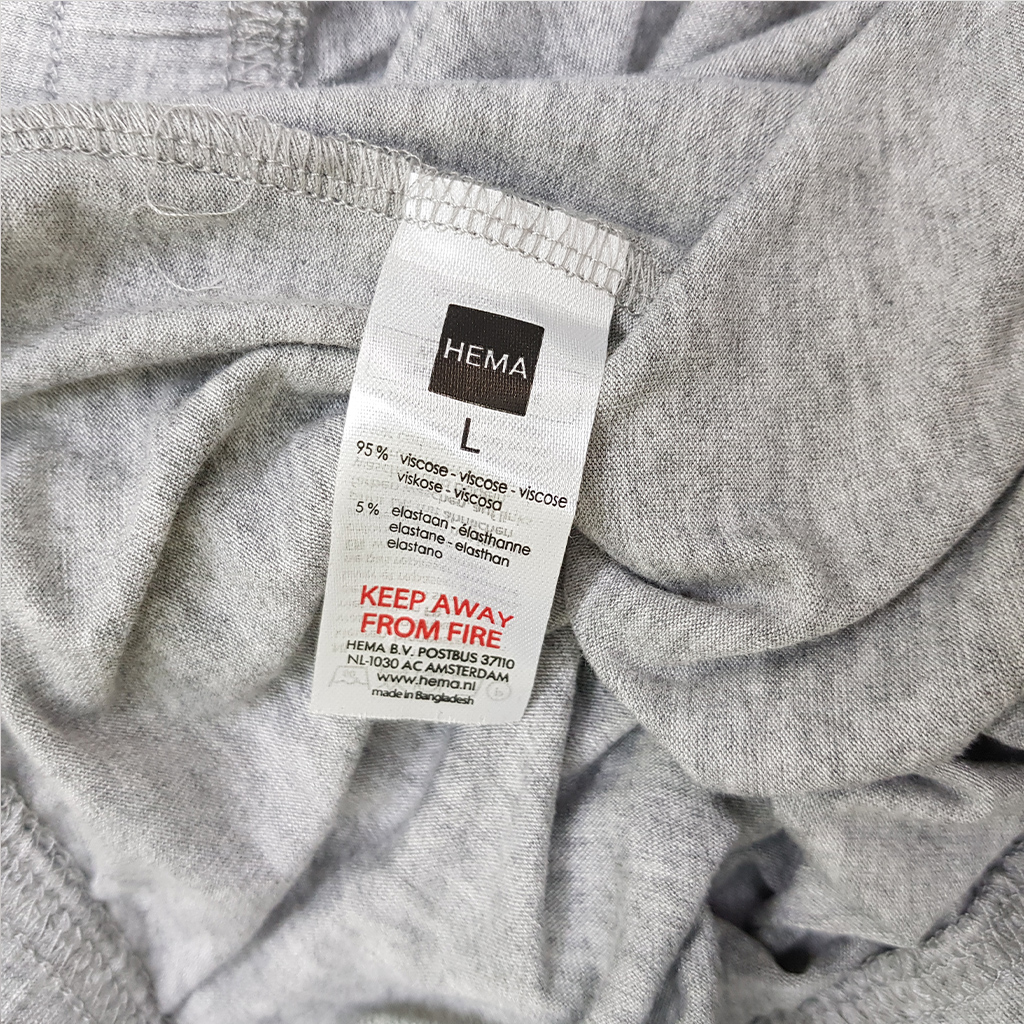 HEMA
L
95% viscose - viscose - viscose
viskose - viscosa
5% elastaan - élasthanne
elastane - elasthan
elastano
KEEP AWAY
FROM FIRE
HEMA B.V. POSTBUS 37110
NL-1030 AC AMSTERDAM
www.hema.nl
made in Bangladesh